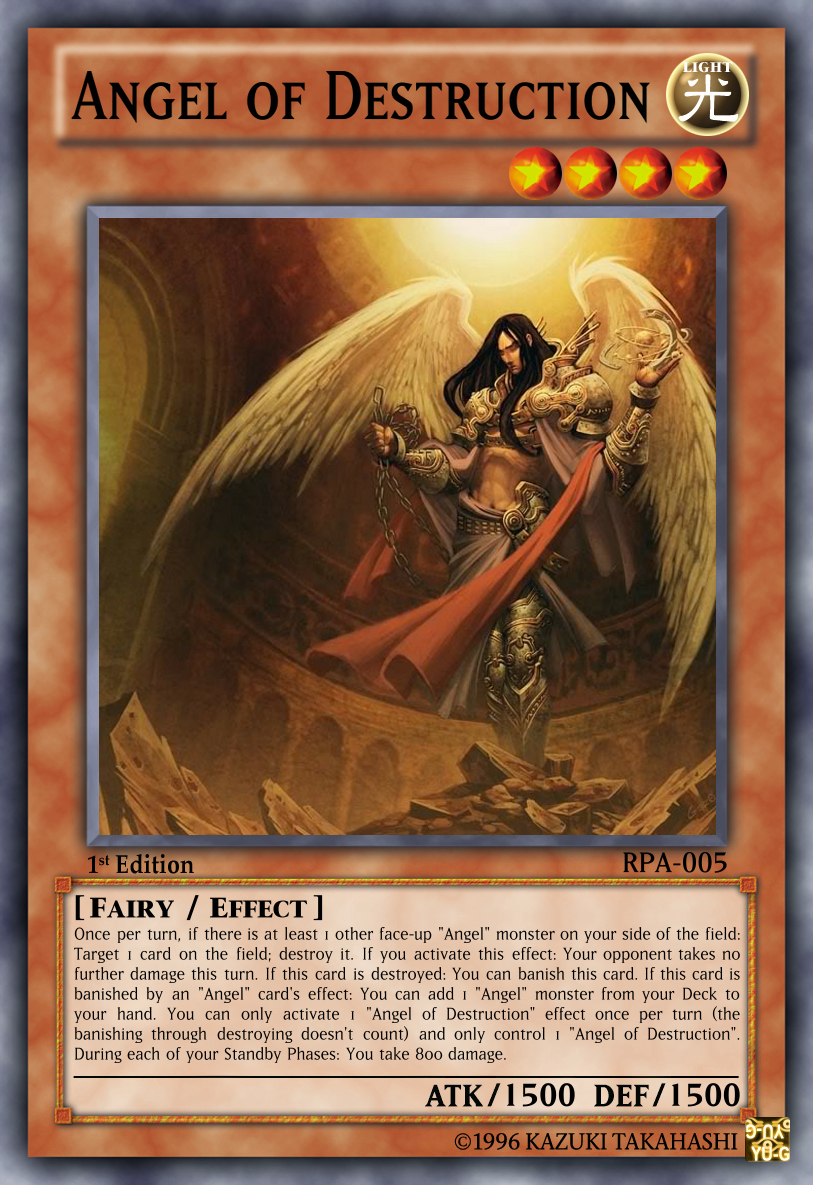 Angel of Destruction
LIGHT
光
1st Edition
RPA-005
[ Fairy / Effect ]
Once per turn, if there is at least 1 other face-up "Angel" monster on your side of the field:
Target 1 card on the field; destroy it. If you activate this effect: Your opponent takes no
further damage this turn. If this card is destroyed: You can banish this card. If this card is
banished by an "Angel" card's effect: You can add 1 "Angel" monster from your Deck to
your hand. You can only activate 1 "Angel of Destruction" effect once per turn (the
banishing through destroying doesn't count) and only control 1 "Angel of Destruction".
During each of your Standby Phases: You take 800 damage.
ATK/1500 DEF/1500
©1996 KAZUKI TAKAHASHI